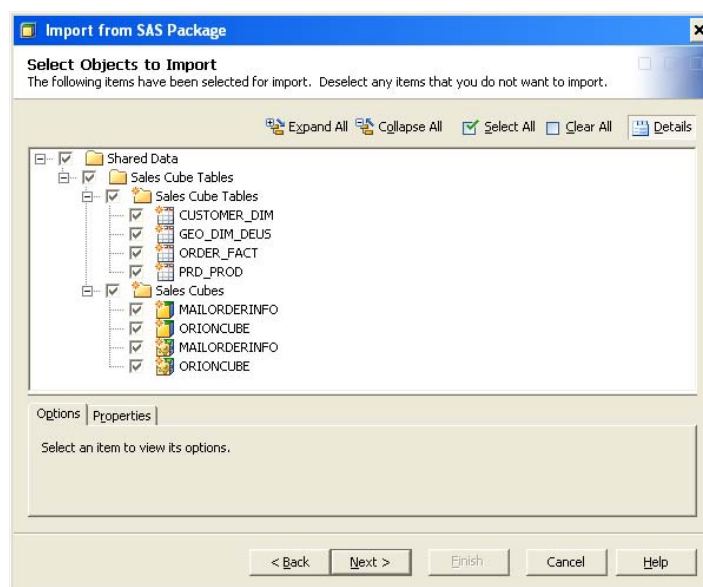 Import from SAS Package
Select Objects to Import
The following items have been selected for import. Deselect any items that you do not want to import.
Expand All Collapse All Select All Clear All Details
Shared Data
Sales Cube Tables
Sales Cube Tables
CUSTOMER_DIM
GEO_DIM_DEUS
ORDER_FACT
PRD_PROD
Sales Cubes
MAILORDERINFO
ORIONCUBE
MAILORDERINFO
ORIONCUBE
Options Properties
Select an item to view its options.
< Back Next > Finish Cancel Help